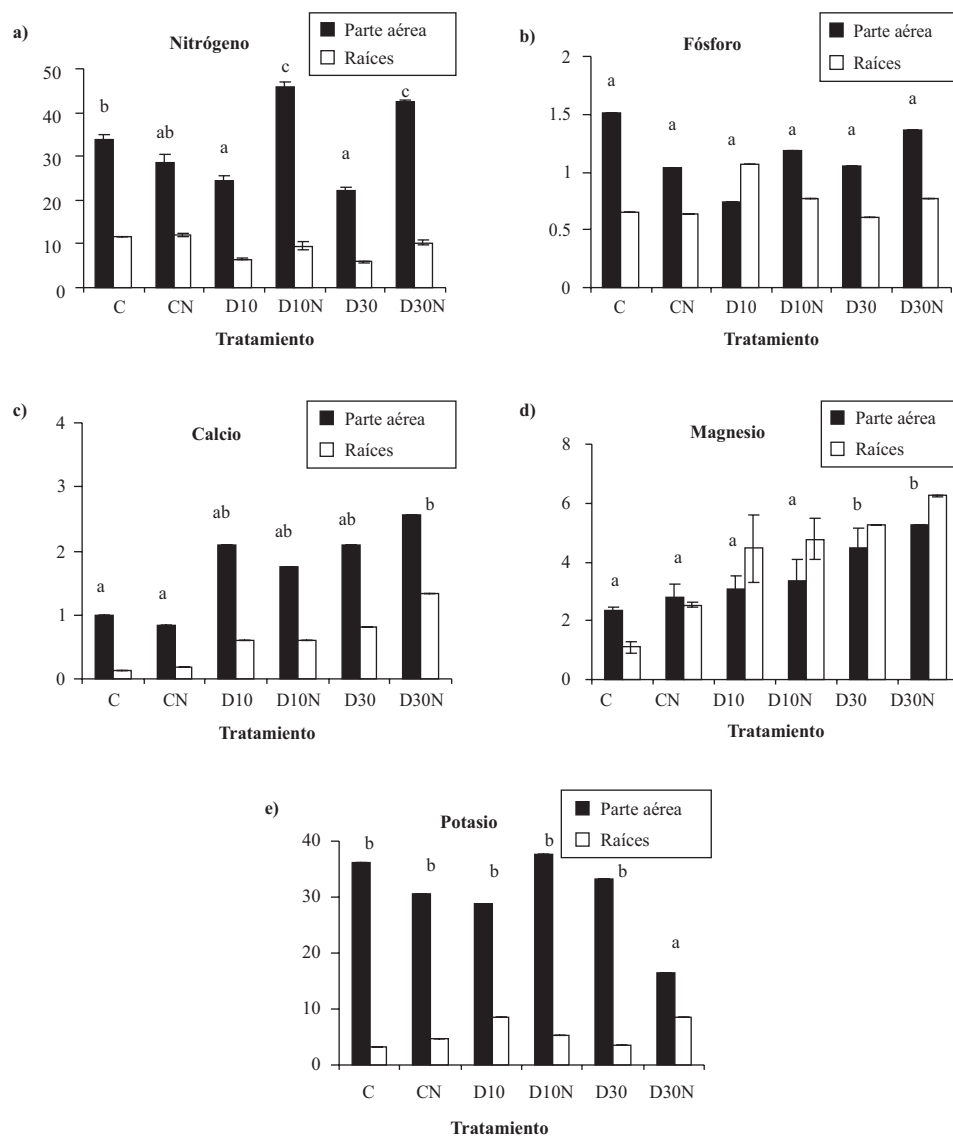 a)
Nitrógeno
Parte aérea
Raíces
50
40
30
20
10
0
b
ab
a
c
a
c
C CN D10 D10N D30 D30N
Tratamiento
b)
Fósforo
Parte aérea
Raíces
2
1.5
1
0.5
0
a
a
a
a
a
a
C CN D10 D10N D30 D30N
Tratamiento
c)
Calcio
Parte aérea
Raíces
4
3
2
1
0
a
a
ab
ab
ab
b
C CN D10 D10N D30 D30N
Tratamiento
d)
Magnesio
Parte aérea
Raíces
8
6
4
2
0
a
a
a
a
b
b
C CN D10 D10N D30 D30N
Tratamiento
e)
Potasio
Parte aérea
Raíces
40
30
20
10
0
b
b
b
b
b
a
C CN D10 D10N D30 D30N
Tratamiento